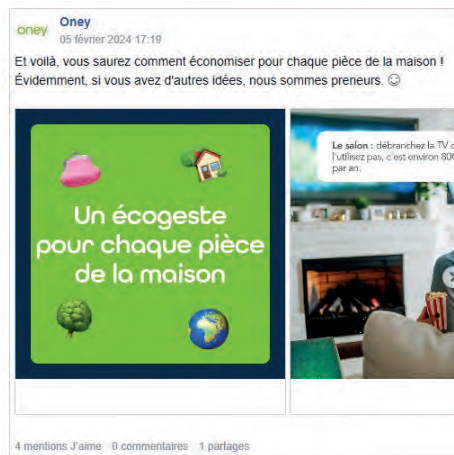 oney
Oney
05 février 2024 17:19
Et voilà, vous saurez comment économiser pour chaque pièce de la maison !
Évidemment, si vous avez d'autres idées, nous sommes preneurs. 😊
Un écogeste
pour chaque pièce
de la maison
Le salon : débranchez la TV
l'utilisez pas, c'est environ 80€
par an.
4 mentions J'aime 0 commentaires 1 partages